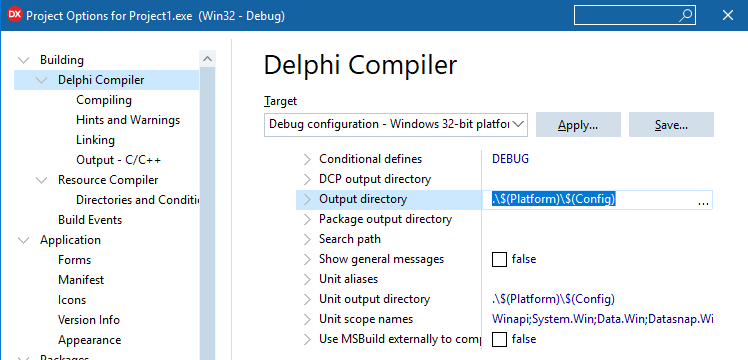 DX Project Options for Project1.exe (Win32 - Debug)
Building
Delphi Compiler
Compiling
Hints and Warnings
Linking
Output - C/C++
Resource Compiler
Directories and Conditi
Build Events
Application
Forms
Manifest
Icons
Version Info
Appearance
Packages
Delphi Compiler
Target
Debug configuration - Windows 32-bit platfor
Apply...
Save...
Conditional defines DEBUG
DCP output directory
Output directory .\$(Platform)\$(Config) ...
Package output directory
Search path
Show general messages false
Unit aliases
Unit output directory .\$(Platform)\$(Config)
Unit scope names Winapi;System.Win;Data.Win;Datasnap.Wi
Use MSBuild externally to comp false